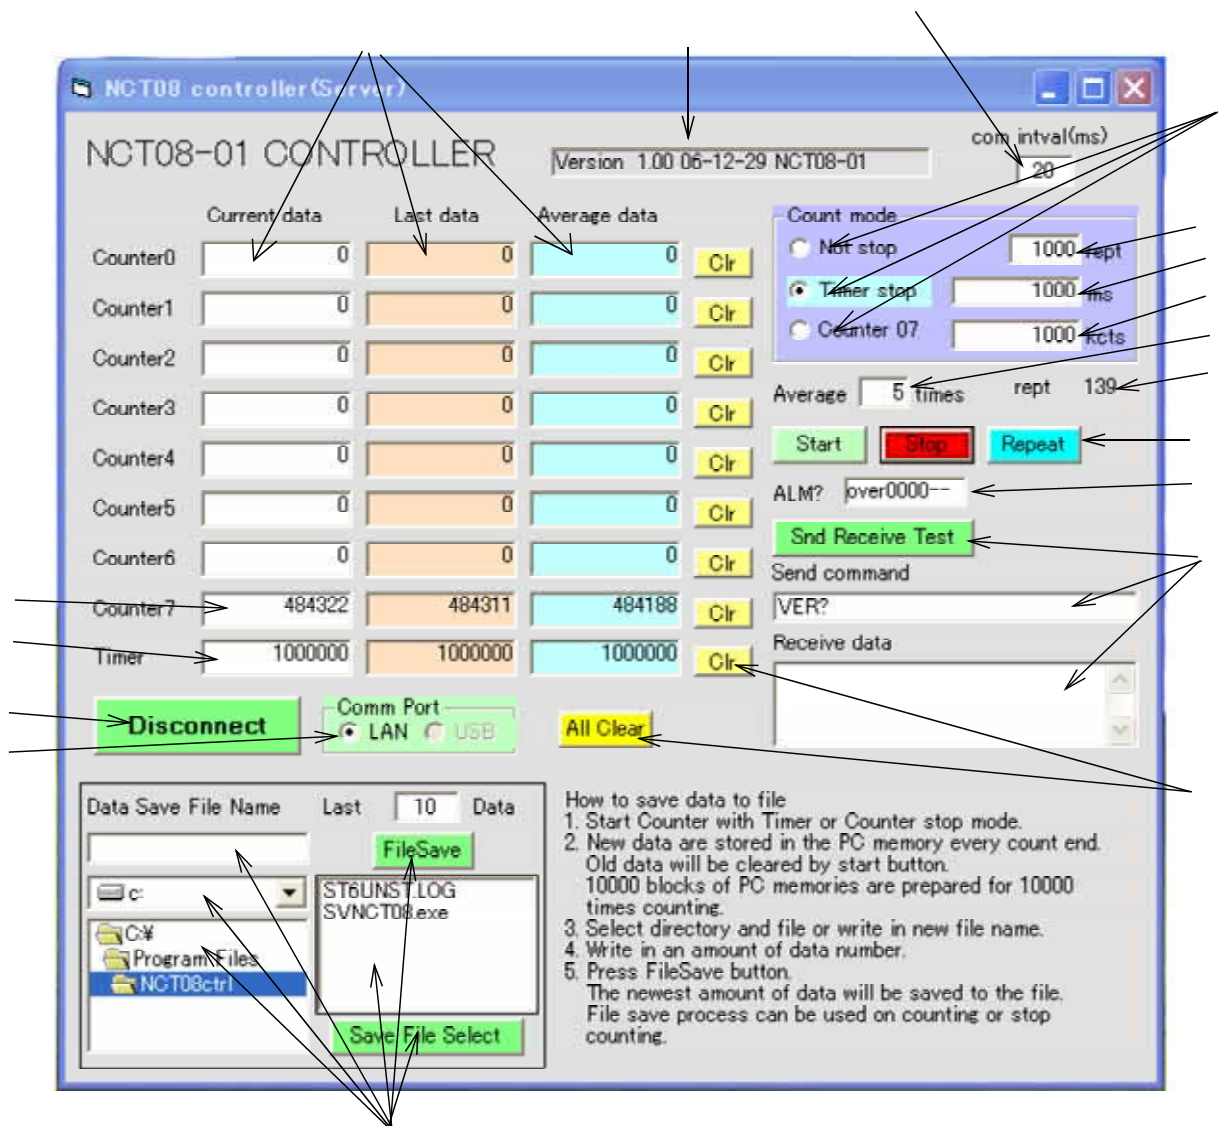 NCT08 controller(Server)
NCT08-01 CONTROLLER
Version 1.00 06-12-29 NCT08-01
com intval(ms)
20
Current data Last data Average data
Counter0 0 0 0 Clr
Counter1 0 0 0 Clr
Counter2 0 0 0 Clr
Counter3 0 0 0 Clr
Counter4 0 0 0 Clr
Counter5 0 0 0 Clr
Counter6 0 0 0 Clr
Counter7 484322 484311 484188 Clr
Timer 1000000 1000000 1000000 Clr
Count mode
Not stop 1000 rept
Timer stop 1000 ms
Counter 07 1000 kcts
Average 5 times rept 139
Start Stop Repeat
ALM? over0000--
Snd Receive Test
Send command
VER?
Receive data
Disconnect
Comm Port
LAN USB
All Clear
Data Save File Name Last 10 Data
FileSave
c:
C:¥
Program Files
NCT08ctrl
ST6UNST.LOG
SVNCT08.exe
Save File Select
How to save data to file
1. Start Counter with Timer or Counter stop mode.
2. New data are stored in the PC memory every count end.
Old data will be cleared by start button.
10000 blocks of PC memories are prepared for 10000
times counting.
3. Select directory and file or write in new file name.
4. Write in an amount of data number.
5. Press FileSave button.
The newest amount of data will be saved to the file.
File save process can be used on counting or stop
counting.